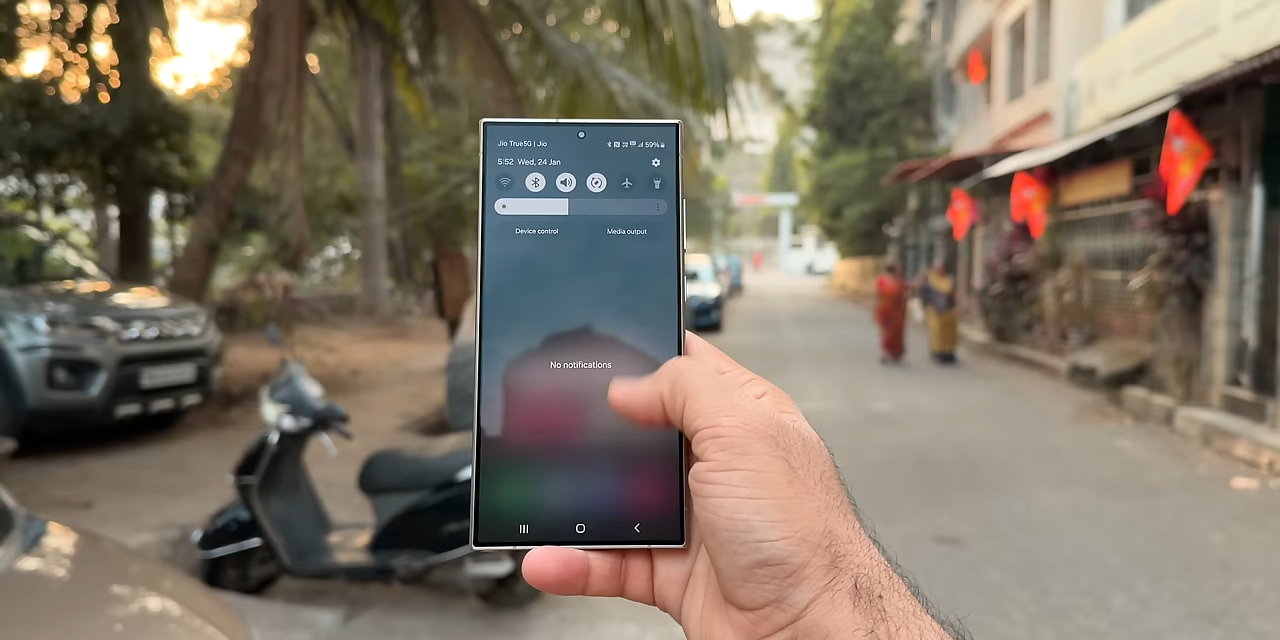 Jio True5G | Jio
59%
5:52 Wed, 24 Jan
Device control
Media output
No notifications